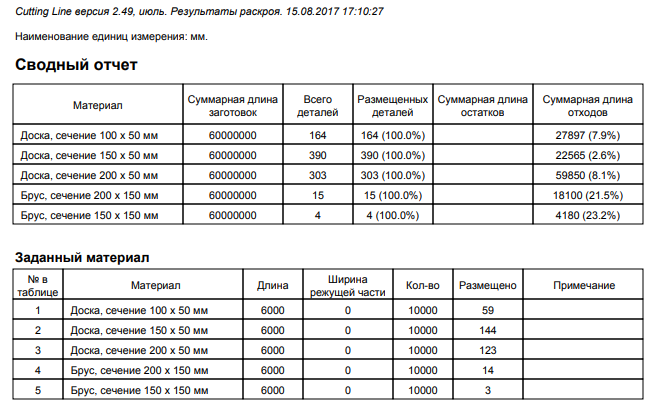 Cutting Line версия 2.49, июль. Результаты раскроя. 15.08.2017 17:10:27
Наименование единиц измерения: мм.
Сводный отчет
Материал Суммарная длина заготовок Всего деталей Размещенных деталей Суммарная длина остатков Суммарная длина отходов
Доска, сечение 100 x 50 мм 60000000 164 164 (100.0%) 27897 (7.9%)
Доска, сечение 150 x 50 мм 60000000 390 390 (100.0%) 22565 (2.6%)
Доска, сечение 200 x 50 мм 60000000 303 303 (100.0%) 59850 (8.1%)
Брус, сечение 200 x 150 мм 60000000 15 15 (100.0%) 18100 (21.5%)
Брус, сечение 150 x 150 мм 60000000 4 4 (100.0%) 4180 (23.2%)
Заданный материал
№ в таблице Материал Длина Ширина режущей части Кол-во Размещено Примечание
1 Доска, сечение 100 x 50 мм 6000 0 10000 59
2 Доска, сечение 150 x 50 мм 6000 0 10000 144
3 Доска, сечение 200 x 50 мм 6000 0 10000 123
4 Брус, сечение 200 x 150 мм 6000 0 10000 14
5 Брус, сечение 150 x 150 мм 6000 0 10000 3